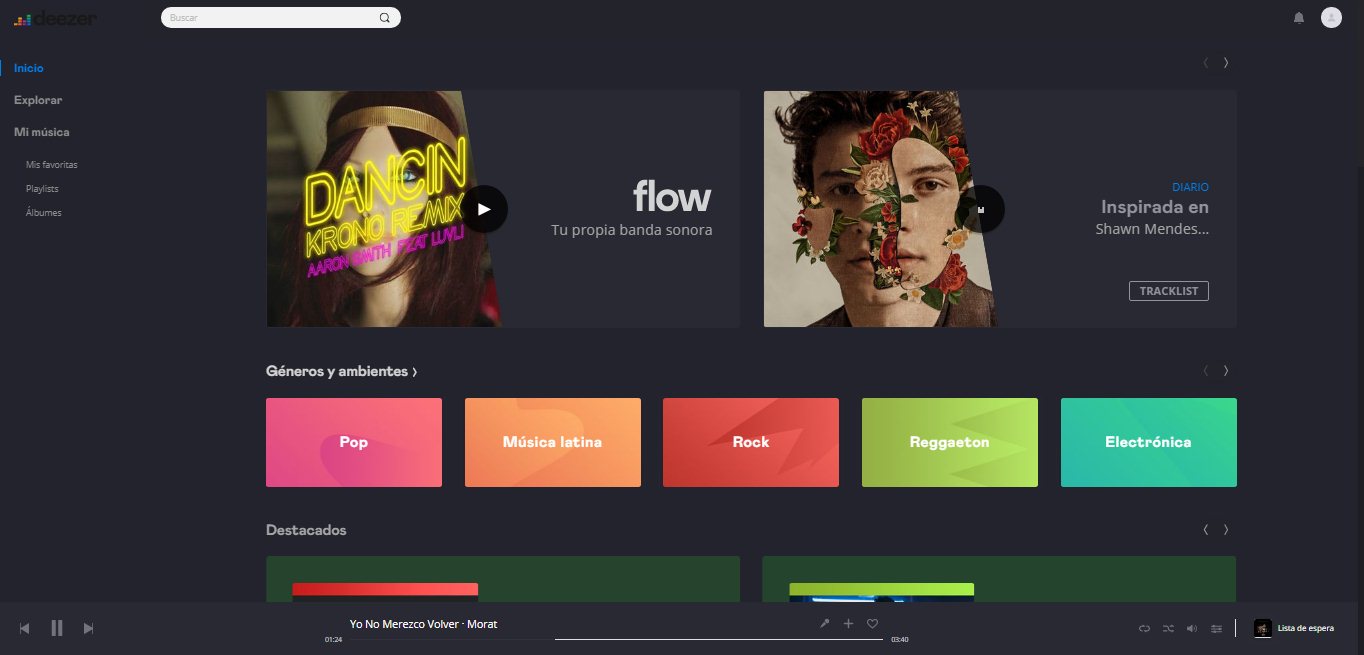 deezer
Buscar
Inicio
Explorar
Mi música
Mis favoritas
Playlists
Álbumes
DANCIN
KRONO REMIX
AARON SMITH FEAT LUVLI
flow
Tu propia banda sonora
DIARIO
Inspirada en
Shawn Mendes...
TRACKLIST
Géneros y ambientes
Pop
Música latina
Rock
Reggaeton
Electrónica
Destacados
Yo No Merezco Volver · Morat
01:24
03:40
Lista de espera